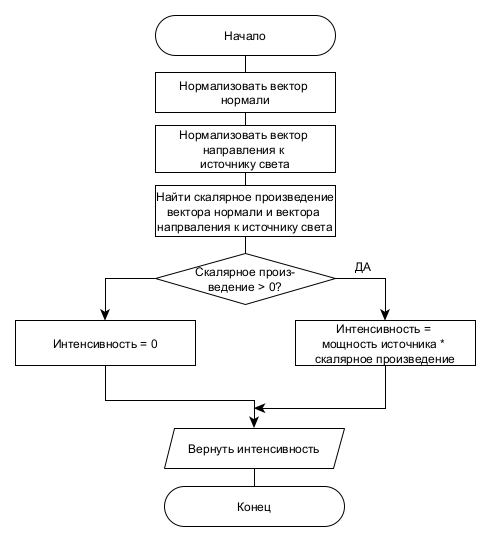 Начало
Нормализовать вектор
нормали
Нормализовать вектор
направления к
источнику света
Найти скалярное произведение
вектора нормали и вектора
напрваления к источнику света
Скалярное произ-
ведение > 0?
ДА
Интенсивность = 0
Интенсивность =
мощность источника *
скалярное произведение
Вернуть интенсивность
Конец